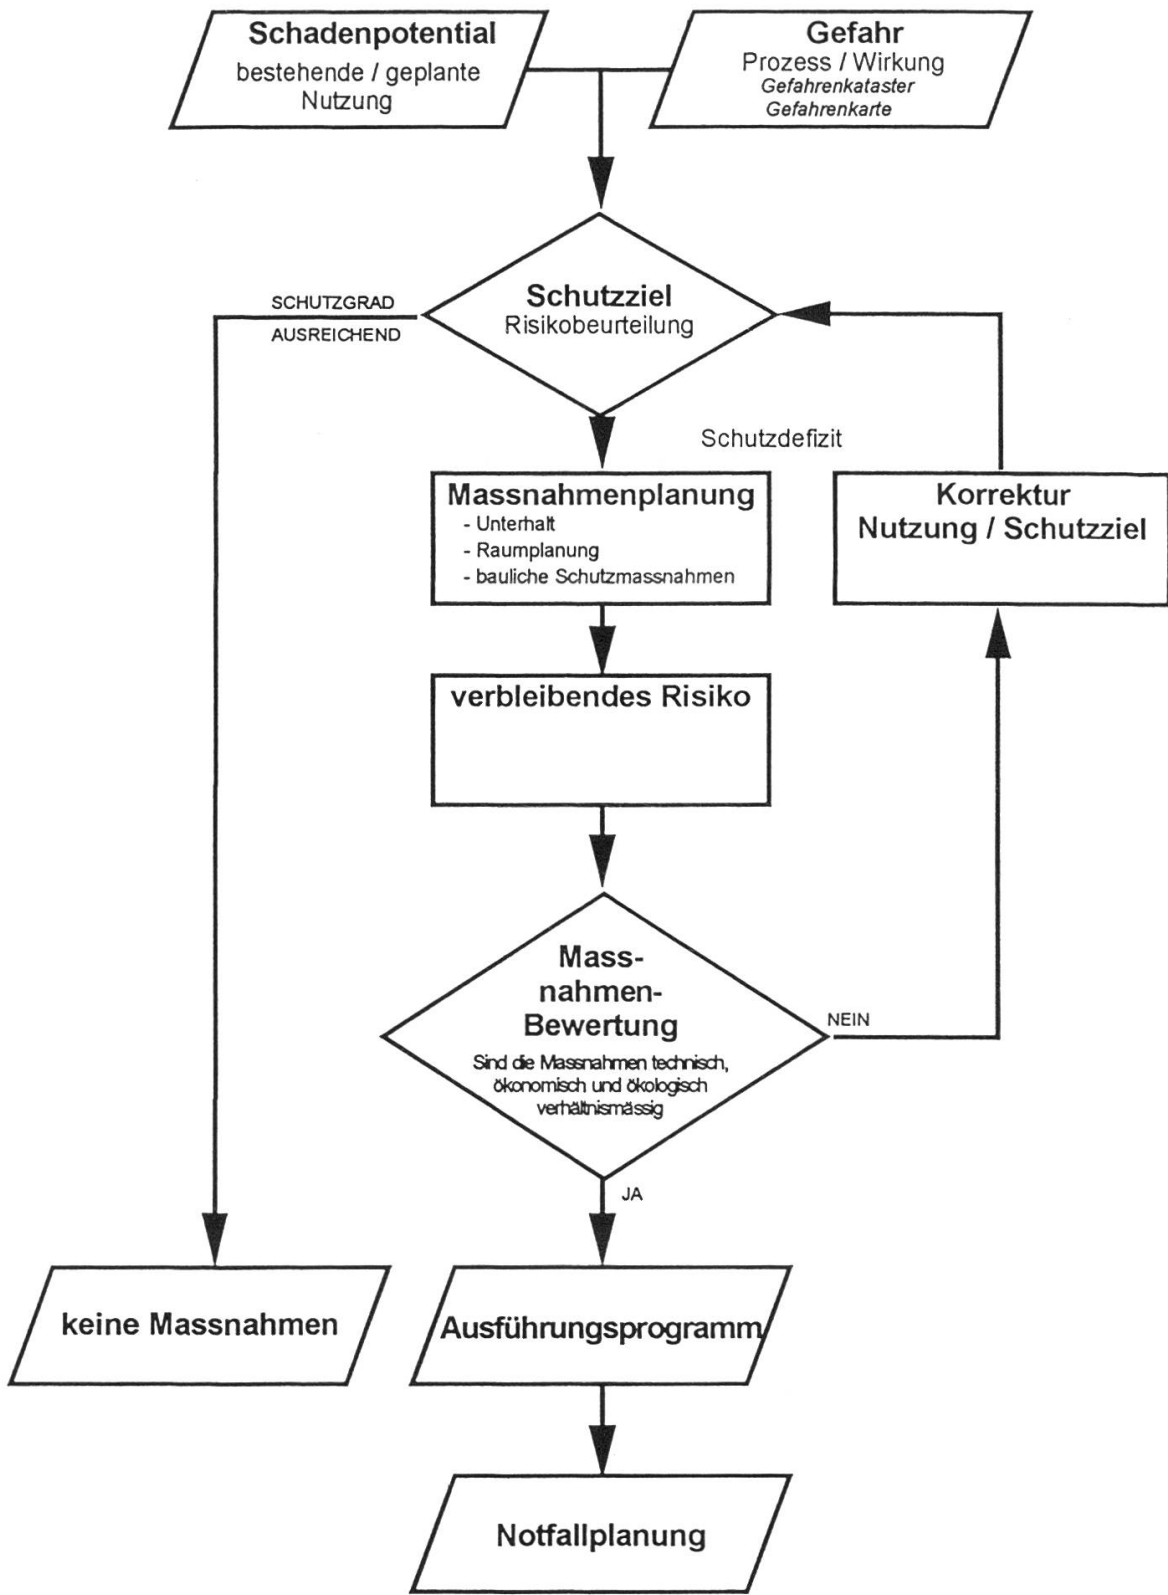 Schadenpotential
bestehende / geplante
Nutzung
Gefahr
Prozess / Wirkung
Gefahrenkataster
Gefahrenkarte
Schutzziel
Risikobeurteilung
SCHUTZGRAD
AUSREICHEND
Schutzdefizit
Massnahmenplanung
- Unterhalt
- Raumplanung
- bauliche Schutzmassnahmen
Korrektur
Nutzung / Schutzziel
verbleibendes Risiko
Mass-
nahmen-
Bewertung
Sind die Massnahmen technisch,
ökonomisch und ökologisch
verhältnismässig
NEIN
JA
keine Massnahmen
Ausführungsprogramm
Notfallplanung